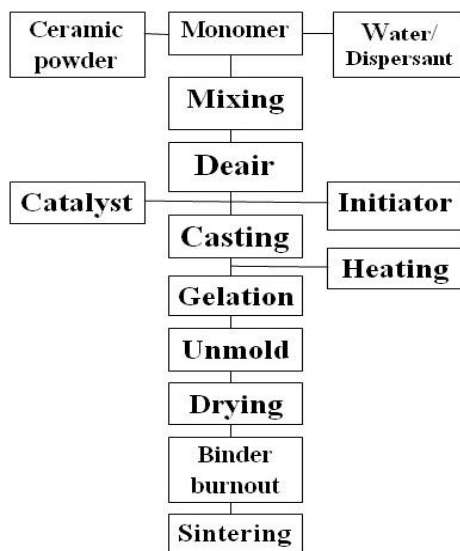 Ceramic
powder
Monomer
Water/
Dispersant
Mixing
Deair
Catalyst
Initiator
Casting
Heating
Gelation
Unmold
Drying
Binder
burnout
Sintering